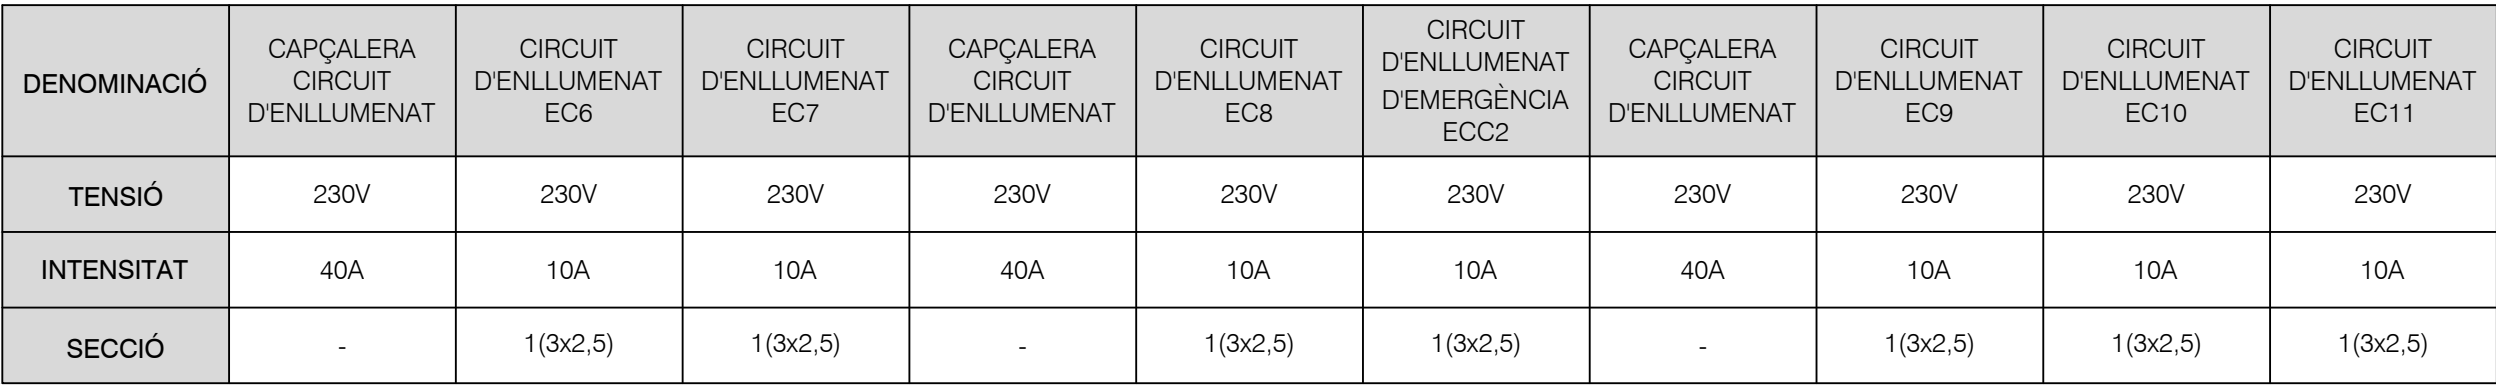 DENOMINACIÓ
CAPÇALERA
CIRCUIT
D'ENLLUMENAT
CIRCUIT
D'ENLLUMENAT
EC6
CIRCUIT
D'ENLLUMENAT
EC7
CAPÇALERA
CIRCUIT
D'ENLLUMENAT
CIRCUIT
D'ENLLUMENAT
EC8
CIRCUIT
D'ENLLUMENAT
D'EMERGÈNCIA
ECC2
CAPÇALERA
CIRCUIT
D'ENLLUMENAT
CIRCUIT
D'ENLLUMENAT
EC9
CIRCUIT
D'ENLLUMENAT
EC10
CIRCUIT
D'ENLLUMENAT
EC11
TENSIÓ 230V 230V 230V 230V 230V 230V 230V 230V 230V 230V
INTENSITAT 40A 10A 10A 40A 10A 10A 40A 10A 10A 10A
SECCIÓ - 1(3x2,5) 1(3x2,5) - 1(3x2,5) 1(3x2,5) - 1(3x2,5) 1(3x2,5) 1(3x2,5)